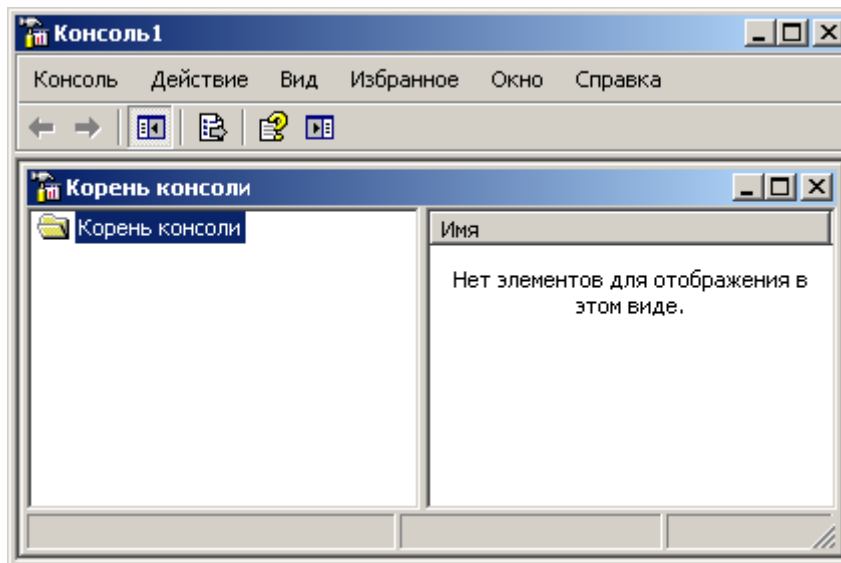 Консоль1
Консоль Действие Вид Избранное Окно Справка
Корень консоли
Корень консоли
Имя
Нет элементов для отображения в
этом виде.